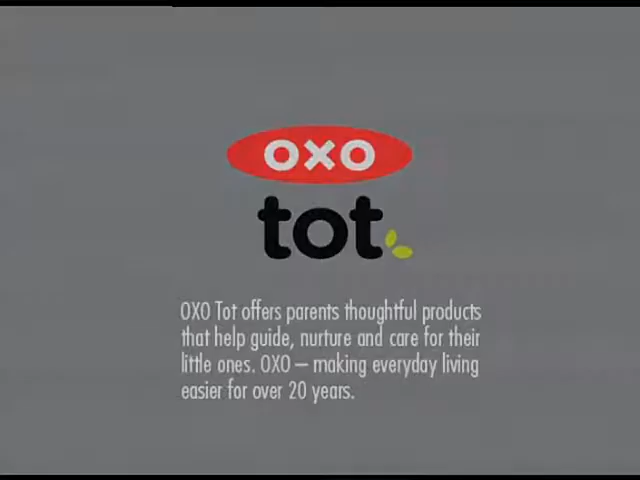 OXO
tot
OXO Tot offers parents thoughtful products
that help guide, nurture and care for their
little ones. OXO – making everyday living
easier for over 20 years.